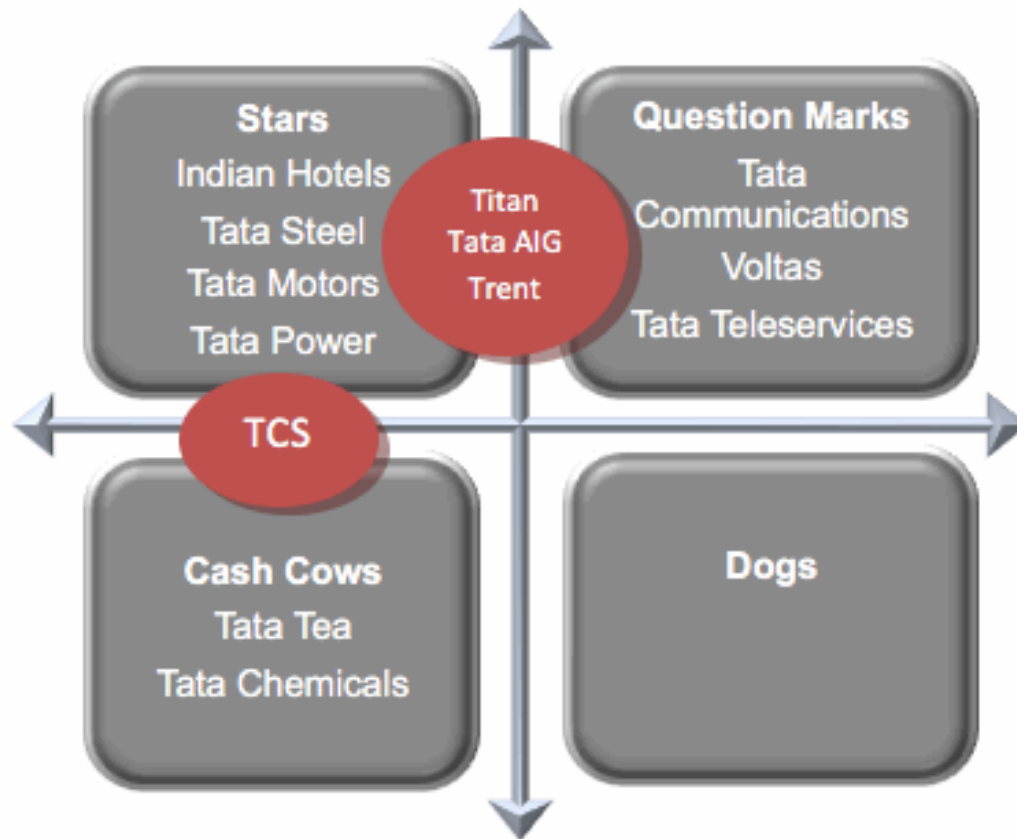 Stars
Indian Hotels
Tata Steel
Tata Motors
Tata Power
Titan
Tata AIG
Trent
Question Marks
Tata
Communications
Voltas
Tata Teleservices
TCS
Cash Cows
Tata Tea
Tata Chemicals
Dogs